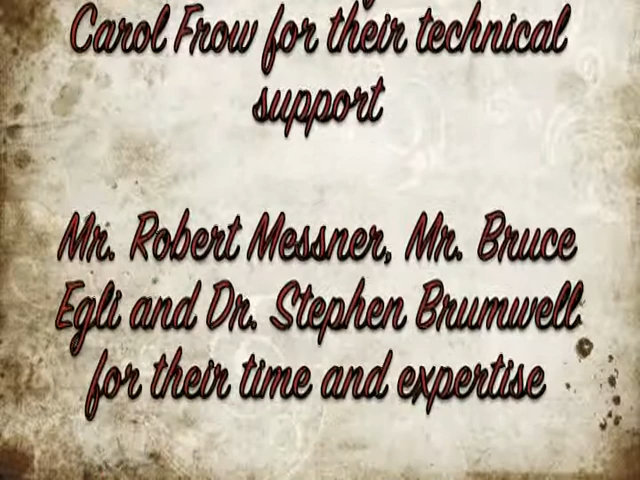 Carol Frow for their technical
support
Mr. Robert Messner, Mr. Bruce
Egli and Dr. Stephen Brumwell
for their time and expertise